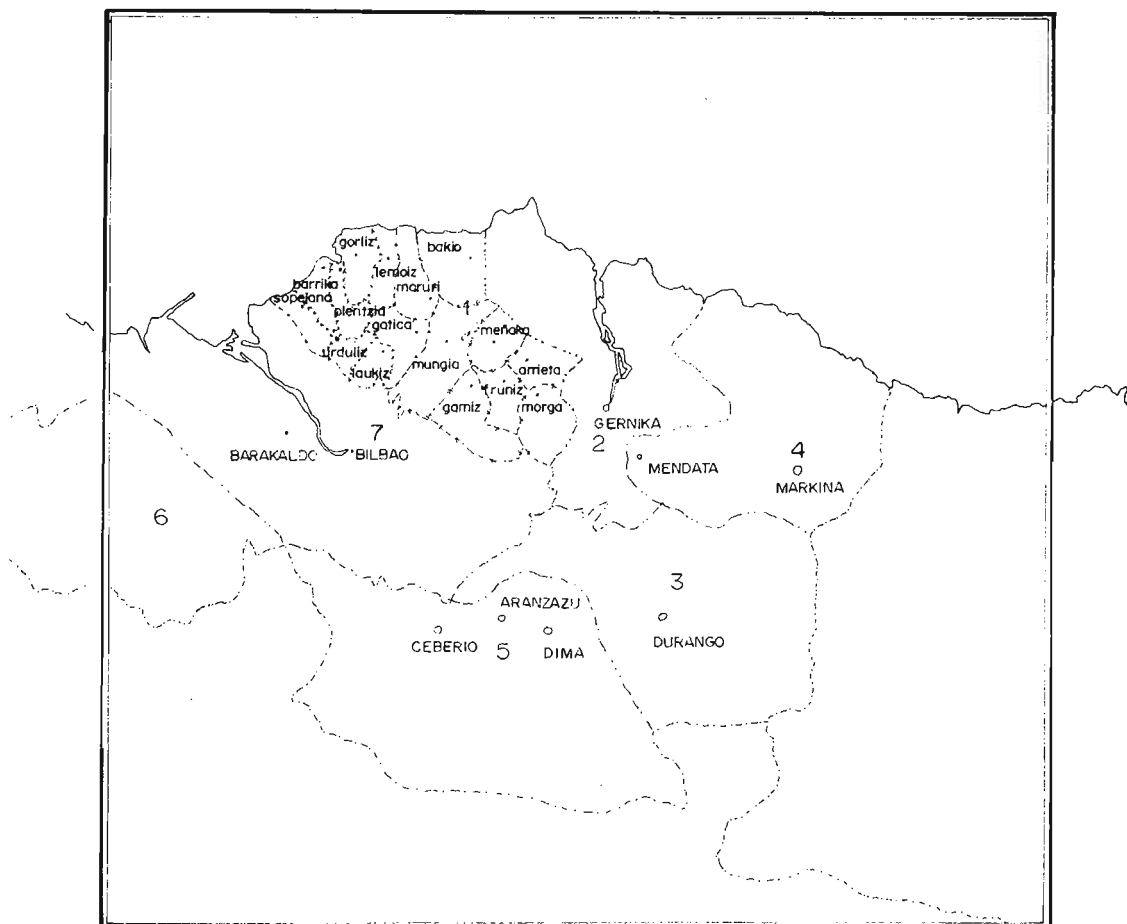 gorliz
bakio
lemoiz
barrika
maruri
sopelana
plentzia
1
gatica
meñaka
urduliz
mungia
arrieta
laukiz
fruniz
gamiz
morga
GERNIKA
7
2
BARAKALDO
BILBAO
MENDATA
4
MARKINA
6
3
ARANZAZU
CEBERIO
5
DIMA
DURANGO